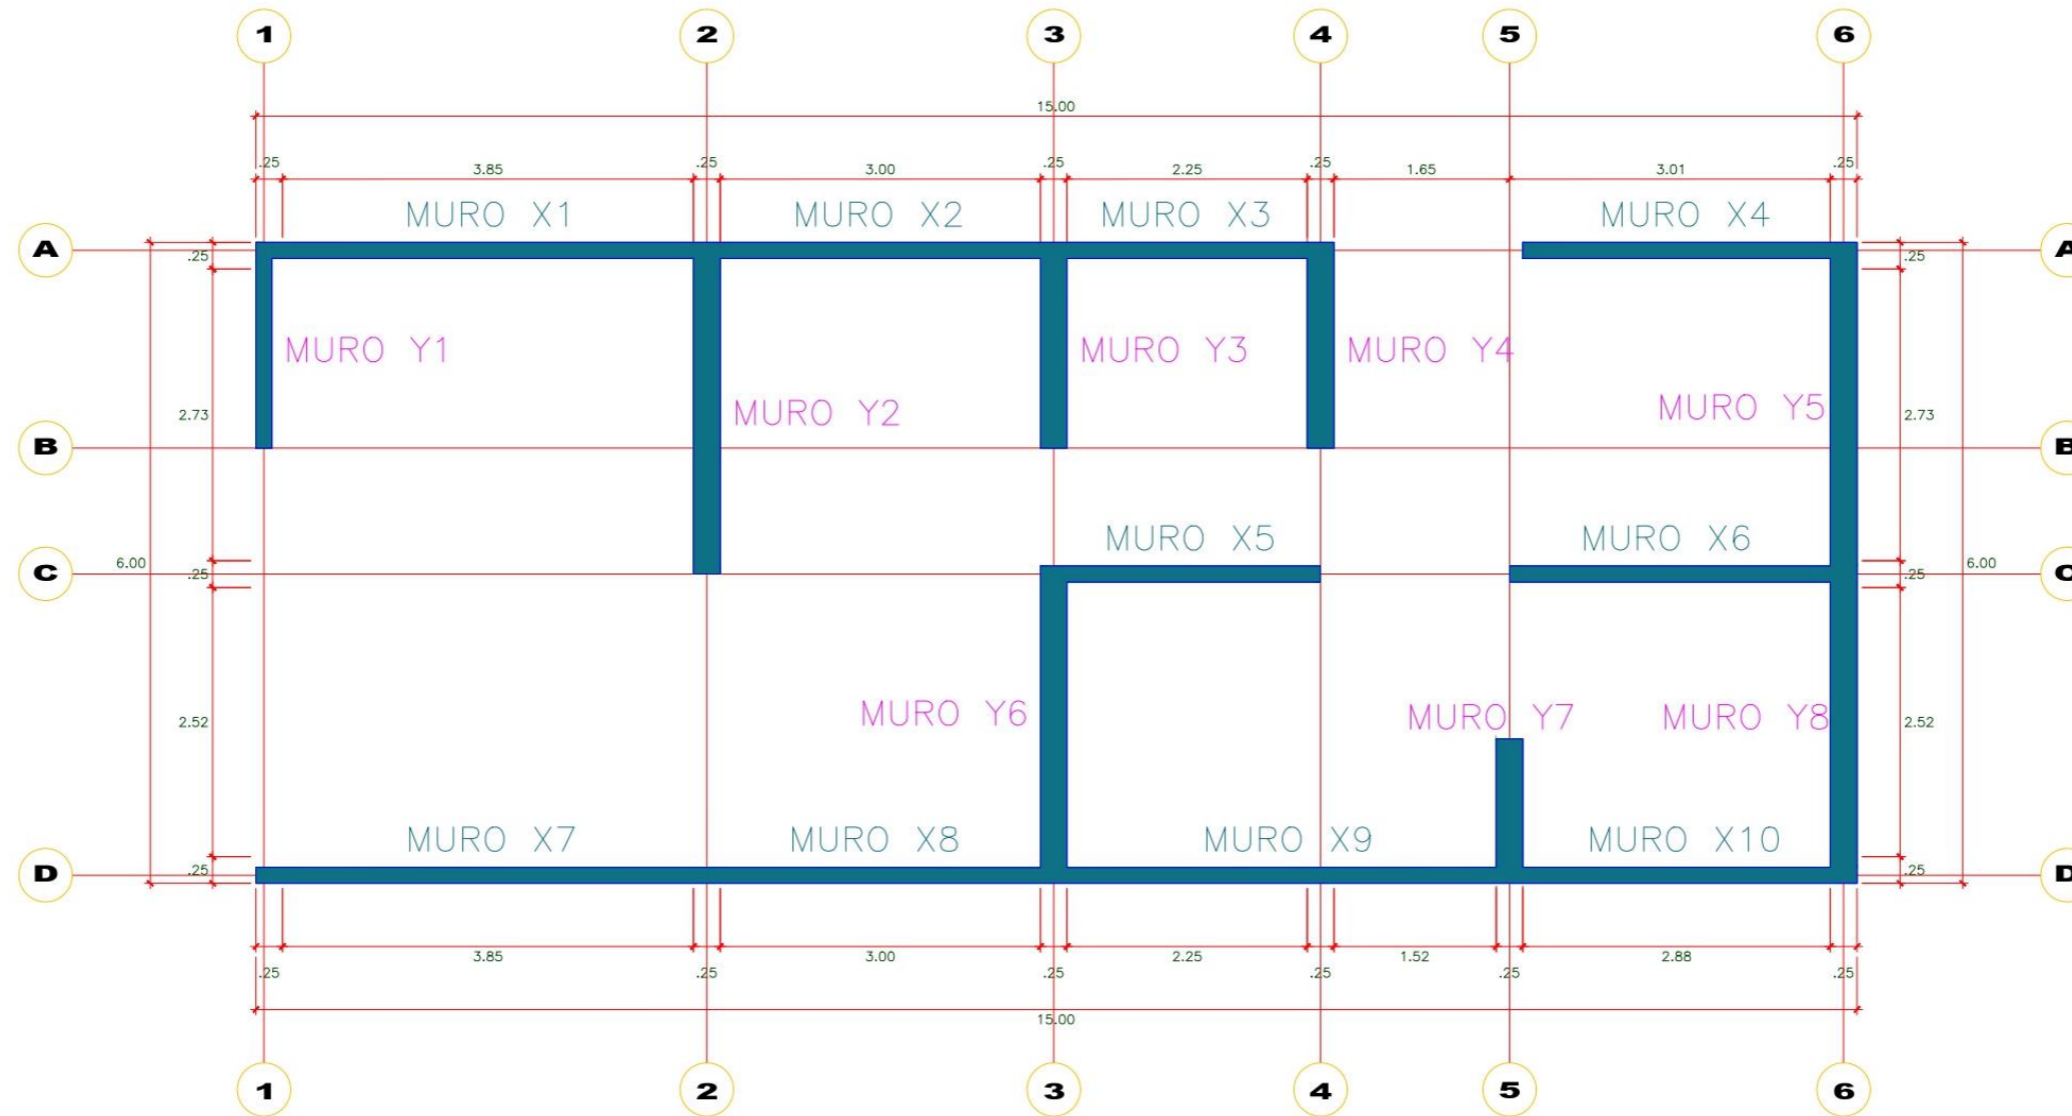 1 2 3 4 5 6
15.00
.25 3.85 .25 3.00 .25 2.25 .25 1.65 3.01 .25
MURO X1 MURO X2 MURO X3 MURO X4
A A
.25 .25
MURO Y1 MURO Y3 MURO Y4
MURO Y2 MURO Y5
2.73 2.73
B B
MURO X5 MURO X6
6.00 6.00
C .25 .25 C
MURO Y6 MURO Y7 MURO Y8
2.52 2.52
MURO X7 MURO X8 MURO X9 MURO X10
.25 .25
D D
3.85 3.00 2.25 1.52 2.88
.25 .25 .25 .25 .25 .25
15.00
1 2 3 4 5 6